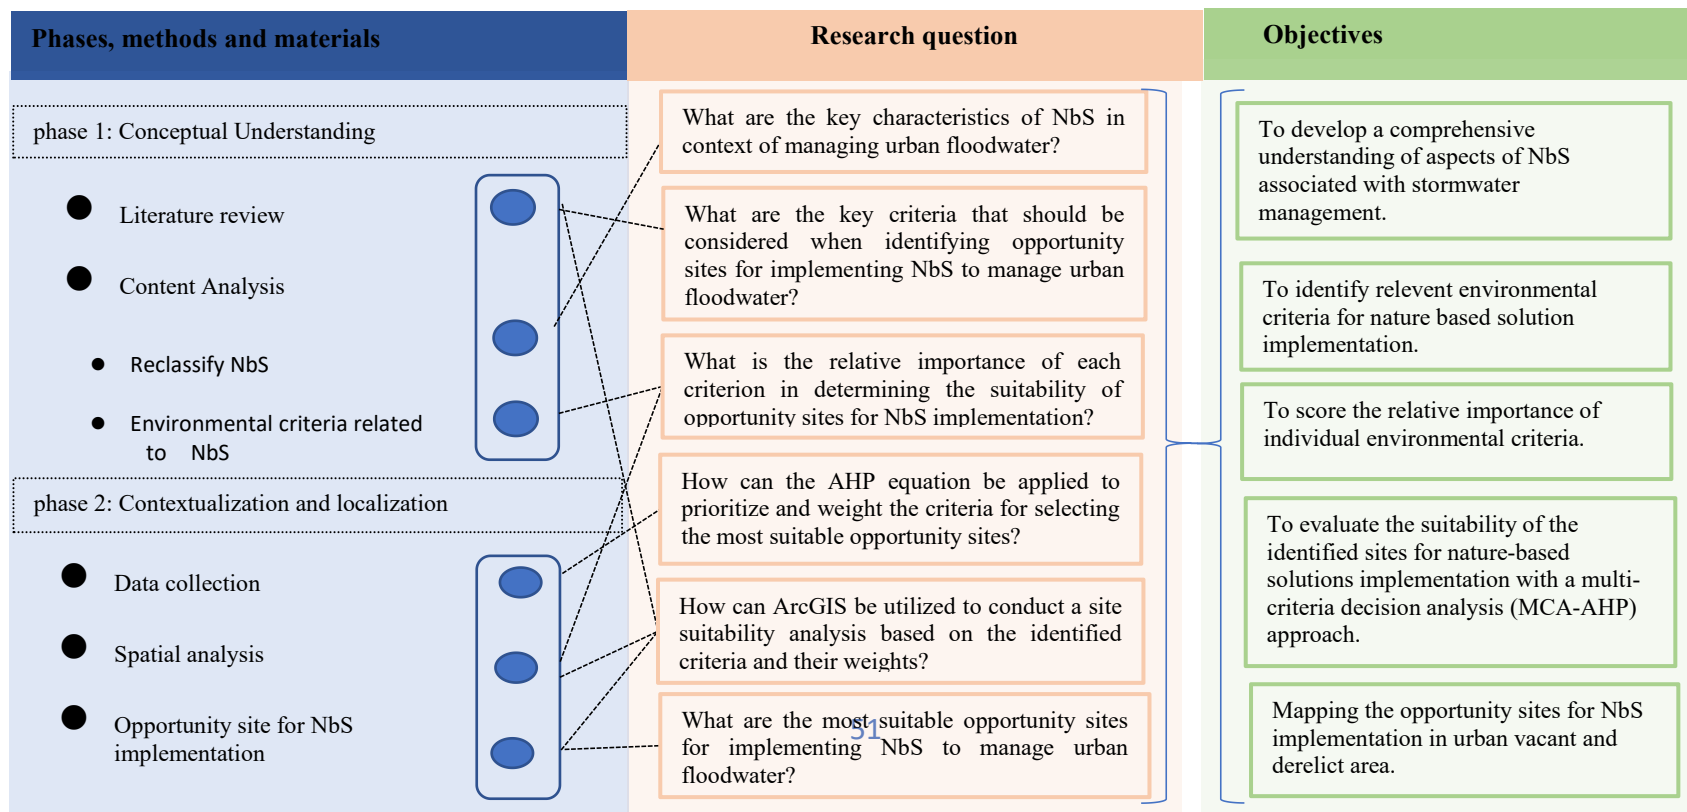 Phases, methods and materials
phase 1: Conceptual Understanding
Literature review
Content Analysis
Reclassify NbS
Environmental criteria related
to NbS
phase 2: Contextualization and localization
Data collection
Spatial analysis
Opportunity site for NbS
implementation
Research question
What are the key characteristics of NbS in
context of managing urban floodwater?
What are the key criteria that should be
considered when identifying opportunity
sites for implementing NbS to manage urban
floodwater?
What is the relative importance of each
criterion in determining the suitability of
opportunity sites for NbS implementation?
How can the AHP equation be applied to
prioritize and weight the criteria for selecting
the most suitable opportunity sites?
How can ArcGIS be utilized to conduct a site
suitability analysis based on the identified
criteria and their weights?
What are the most suitable opportunity sites
for implementing NbS to manage urban
floodwater?
51
Objectives
To develop a comprehensive
understanding of aspects of NbS
associated with stormwater
management.
To identify relevent environmental
criteria for nature based solution
implementation.
To score the relative importance of
individual environmental criteria.
To evaluate the suitability of the
identified sites for nature-based
solutions implementation with a multi-
criteria decision analysis (MCA-AHP)
approach.
Mapping the opportunity sites for NbS
implementation in urban vacant and
derelict area.